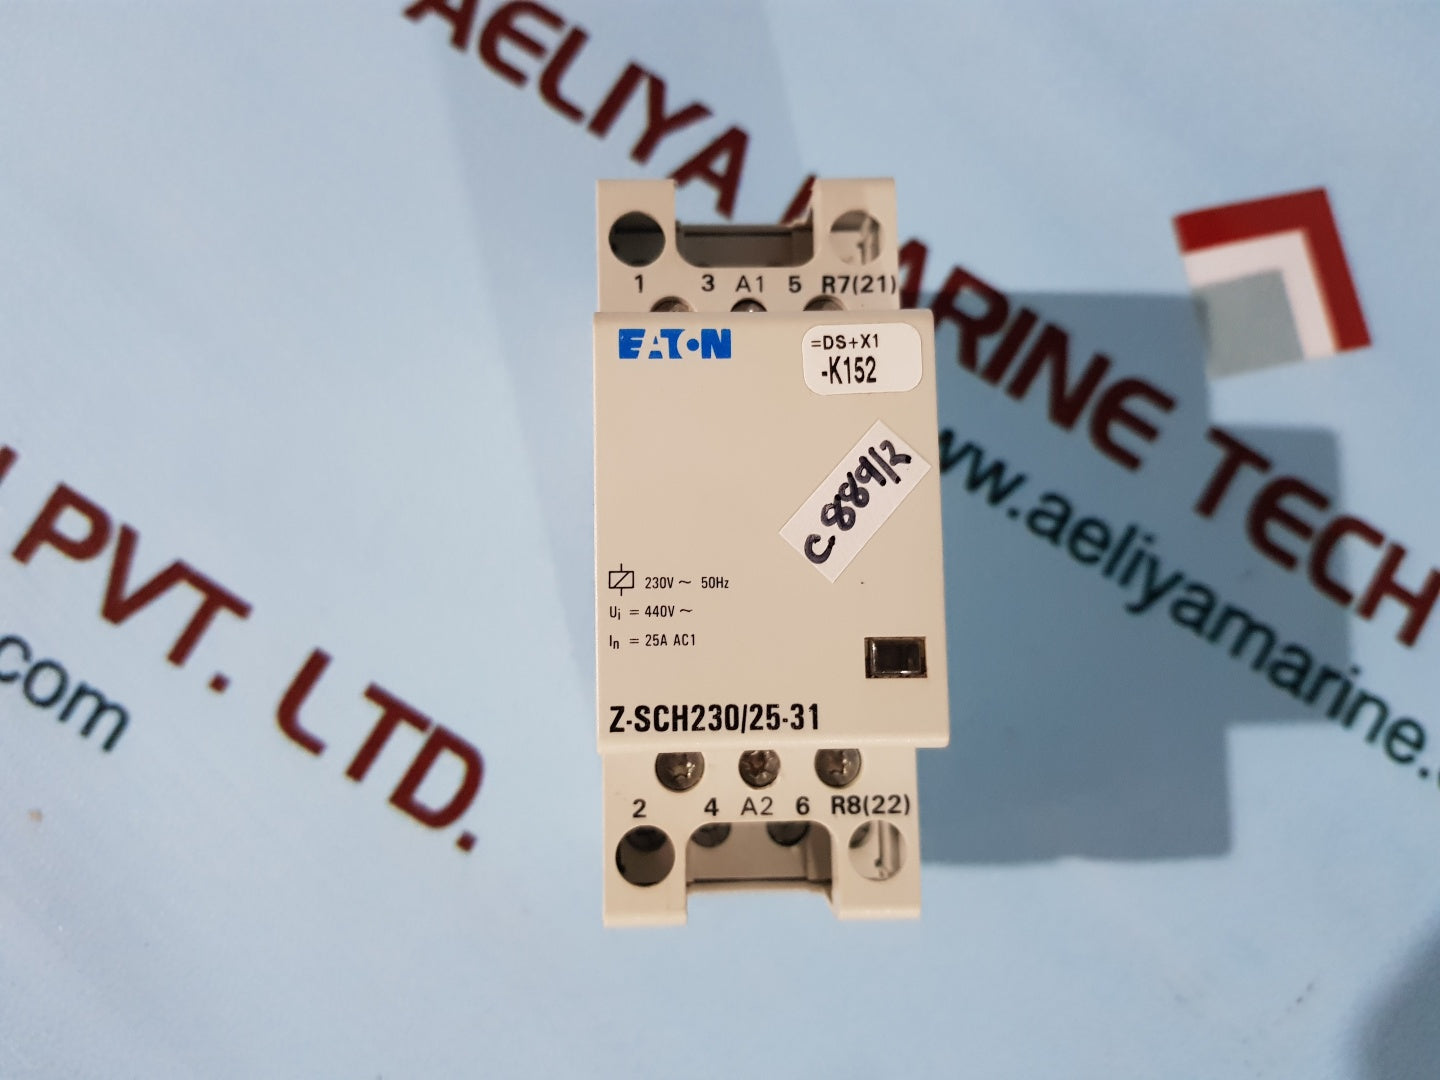 AELIYA MARINE TECH
www.aeliyamarine.
PVT. LTD.
com
1 3 A1 5 R7(21)
EATON
=DS+X1
-K152
C889/2
230V ~ 50Hz
Ui = 440V ~
In = 25A AC1
Z-SCH230/25-31
2 4 A2 6 R8(22)